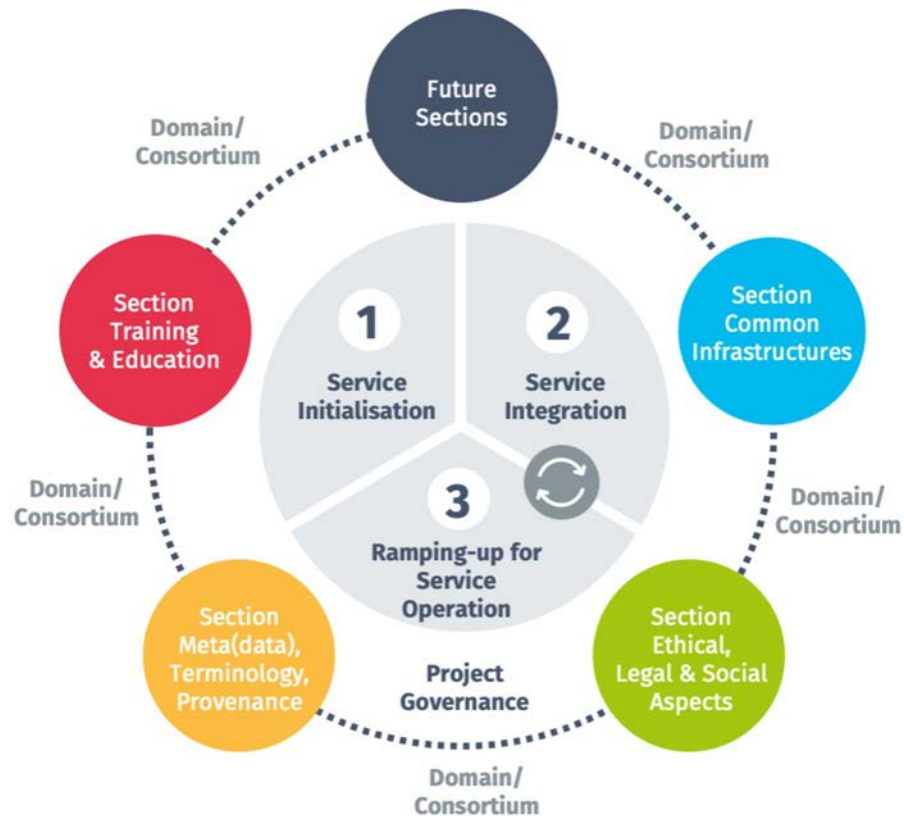 Future
Sections
Domain/
Consortium
Domain/
Consortium
Section
Training
& Education
Section
Common
Infrastructures
1
Service
Initialisation
2
Service
Integration
3
Ramping-up for
Service
Operation
Domain/
Consortium
Domain/
Consortium
Section
Meta(data),
Terminology,
Provenance
Section
Ethical,
Legal & Social
Aspects
Project
Governance
Domain/
Consortium